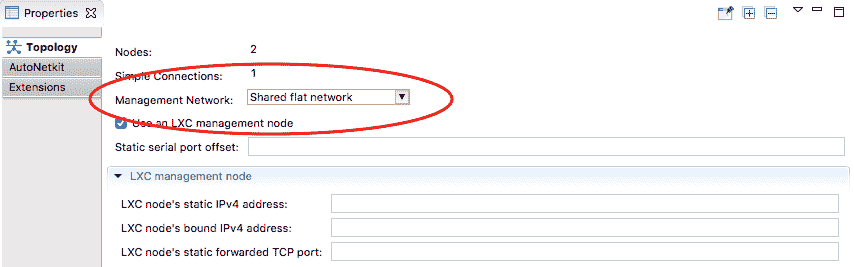 Properties
Topology
AutoNetkit
Extensions
Nodes: 2
Simple Connections: 1
Management Network: Shared flat network
Use an LXC management node
Static serial port offset:
LXC management node
LXC node's static IPv4 address:
LXC node's bound IPv4 address:
LXC node's static forwarded TCP port: